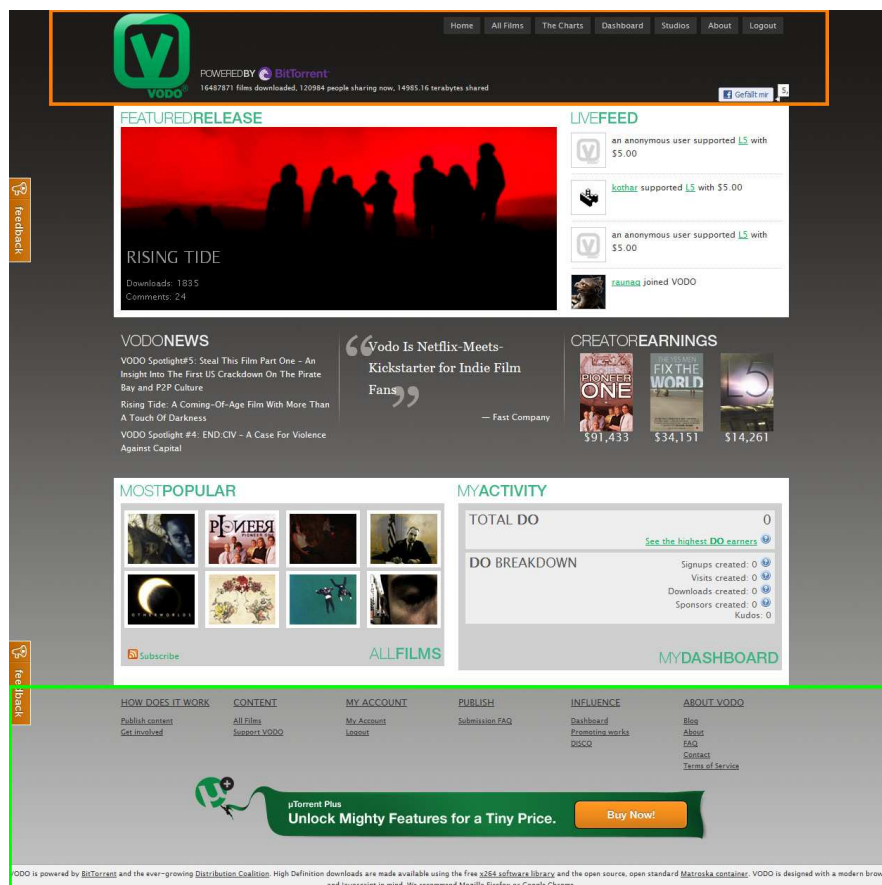 Home All Films The Charts Dashboard Studios About Logout
VODO®
POWEREDBY BitTorrent
16487871 films downloaded, 120984 people sharing now, 14985.16 terabytes shared
Gefällt mir 5,
FEATUREDRELEASE
RISING TIDE
Downloads: 1835
Comments: 24
LIVEFEED
an anonymous user supported L5 with
$5.00
kothar supported L5 with $5.00
an anonymous user supported L5 with
$5.00
raunaq joined VODO
feedback
VODONEWS
VODO Spotlight#5: Steal This Film Part One – An
Insight Into The First US Crackdown On The Pirate
Bay and P2P Culture
Rising Tide: A Coming-Of-Age Film With More Than
A Touch Of Darkness
VODO Spotlight #4: END:CIV – A Case For Violence
Against Capital
“Vodo Is Netflix-Meets-
Kickstarter for Indie Film
Fans”
— Fast Company
CREATOREARNINGS
PIONEER
ONE
THE YES MEN
FIX THE
WORLD
L5
$91,433 $34,151 $14,261
MOSTPOPULAR
PIONEER
PIONEER ONE
OTHERWORLDS
Subscribe
ALLFILMS
MYACTIVITY
TOTAL DO 0
See the highest DO earners
DO BREAKDOWN
Signups created: 0
Visits created: 0
Downloads created: 0
Sponsors created: 0
Kudos: 0
MYDASHBOARD
feedback
HOW DOES IT WORK
Publish content
Get involved
CONTENT
All Films
Support VODO
MY ACCOUNT
My Account
Logout
PUBLISH
Submission FAQ
INFLUENCE
Dashboard
Promoting works
DISCO
ABOUT VODO
Blog
About
FAQ
Contact
Terms of Service
µTorrent Plus
Unlock Mighty Features for a Tiny Price.
Buy Now!
VODO is powered by BitTorrent and the ever-growing Distribution Coalition. High Definition downloads are made available using the free x264 software library and the open source, open standard Matroska container. VODO is designed with a modern brow